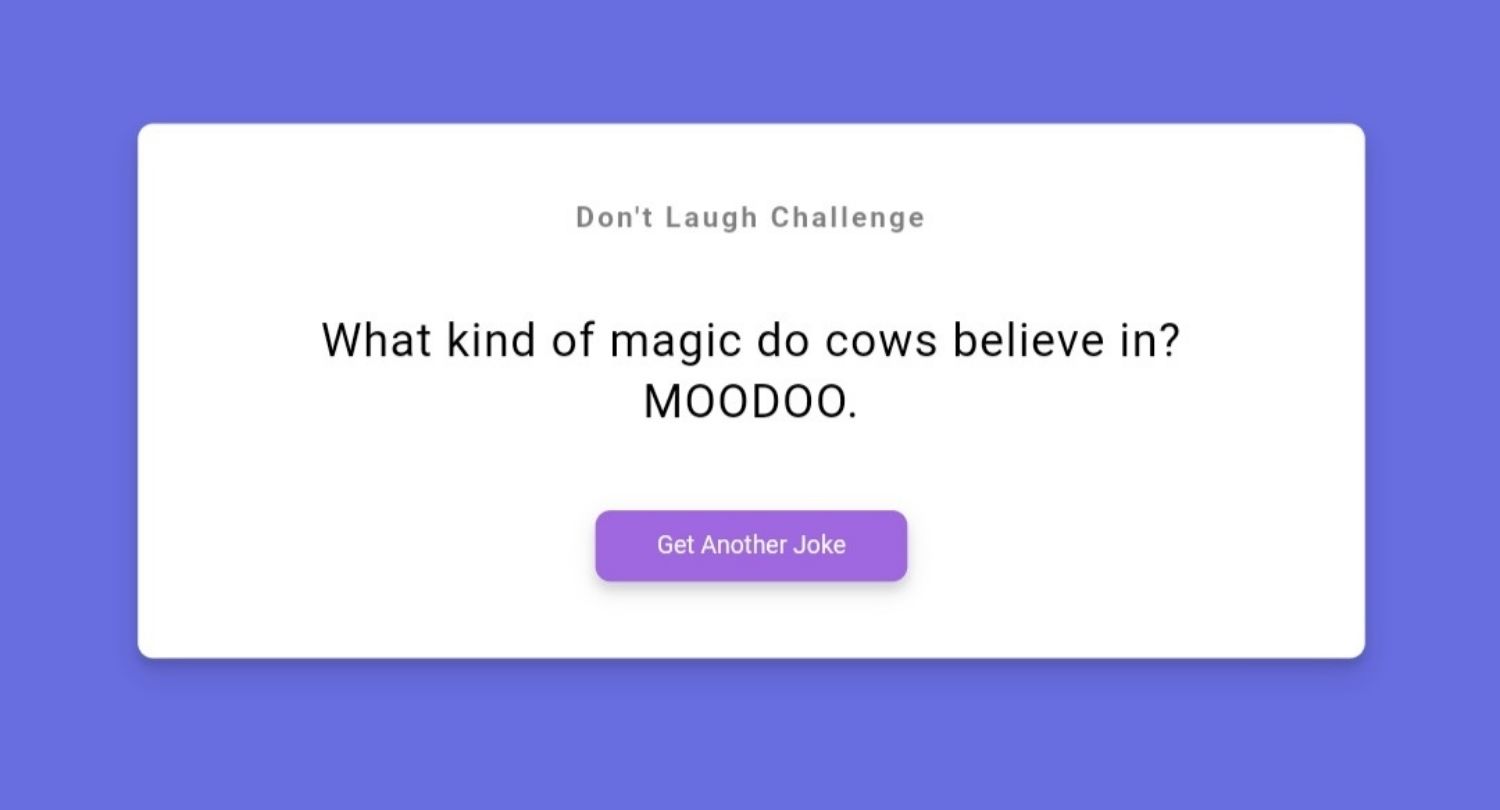 Don't Laugh Challenge
What kind of magic do cows believe in?
MOODOO.
Get Another Joke